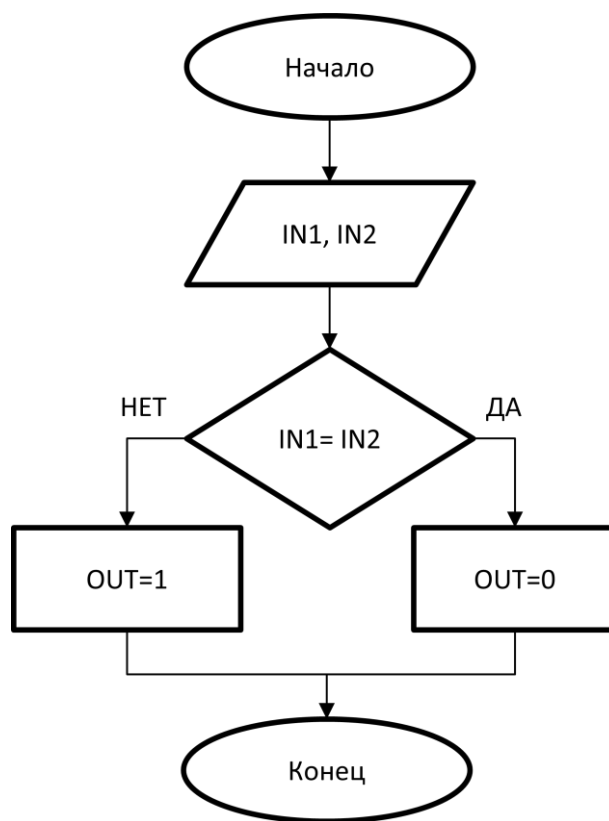 Начало
IN1, IN2
НЕТ
ДА
IN1= IN2
OUT=1
OUT=0
Конец